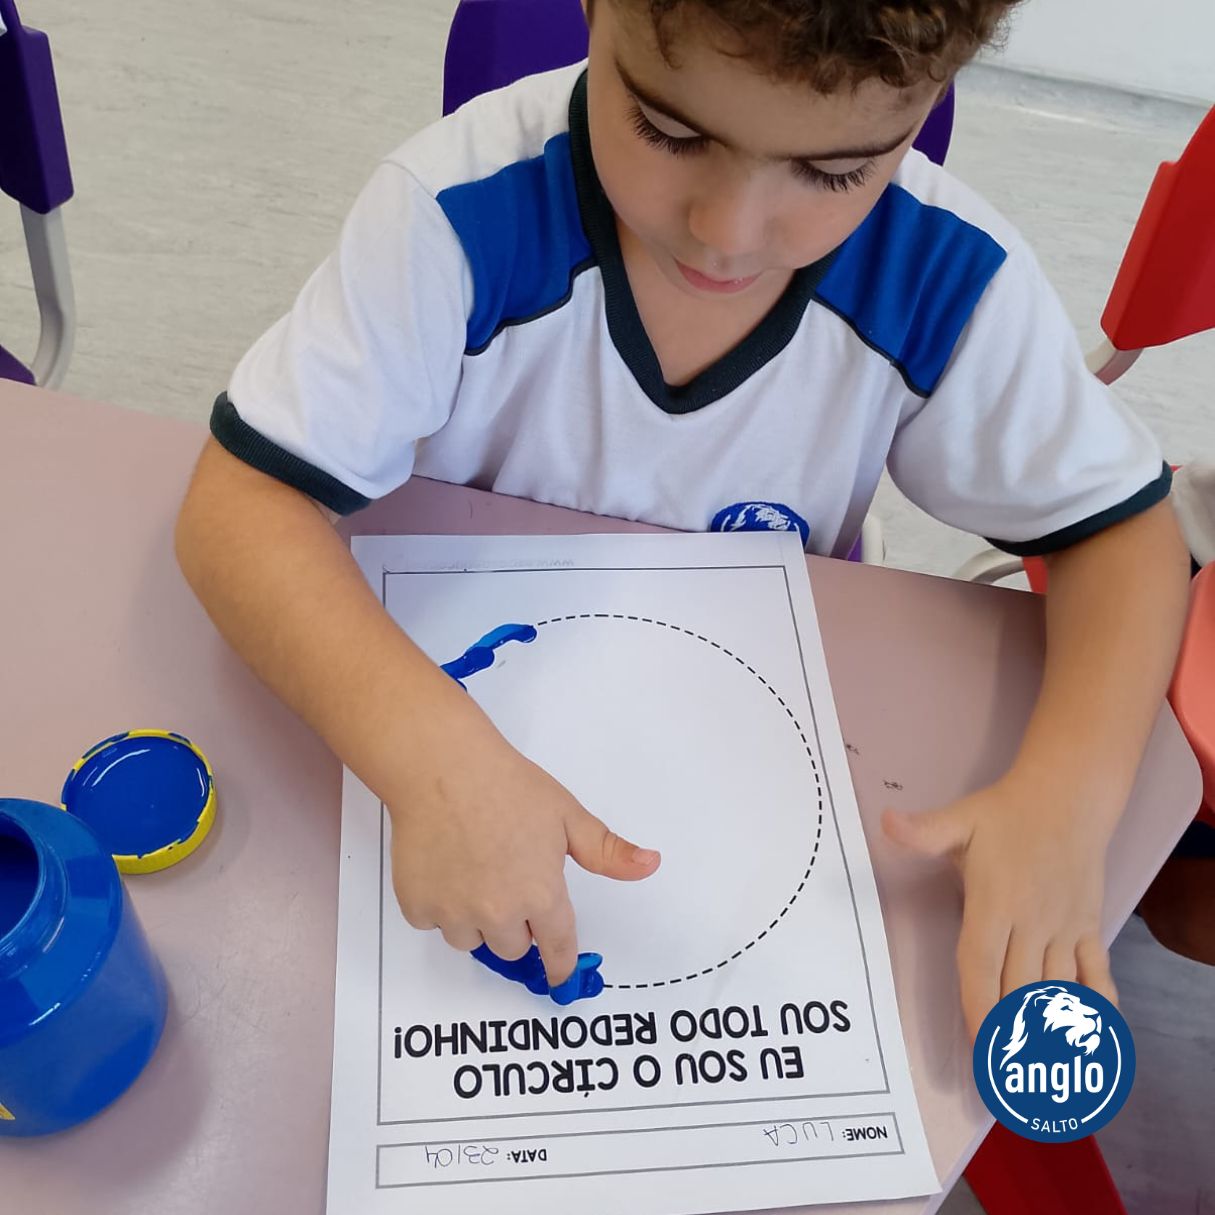 NOME: LUCA
DATA: 23/04
EU SOU O CÍRCULO
SOU TODO REDONDINHO!
anglo
SALTO